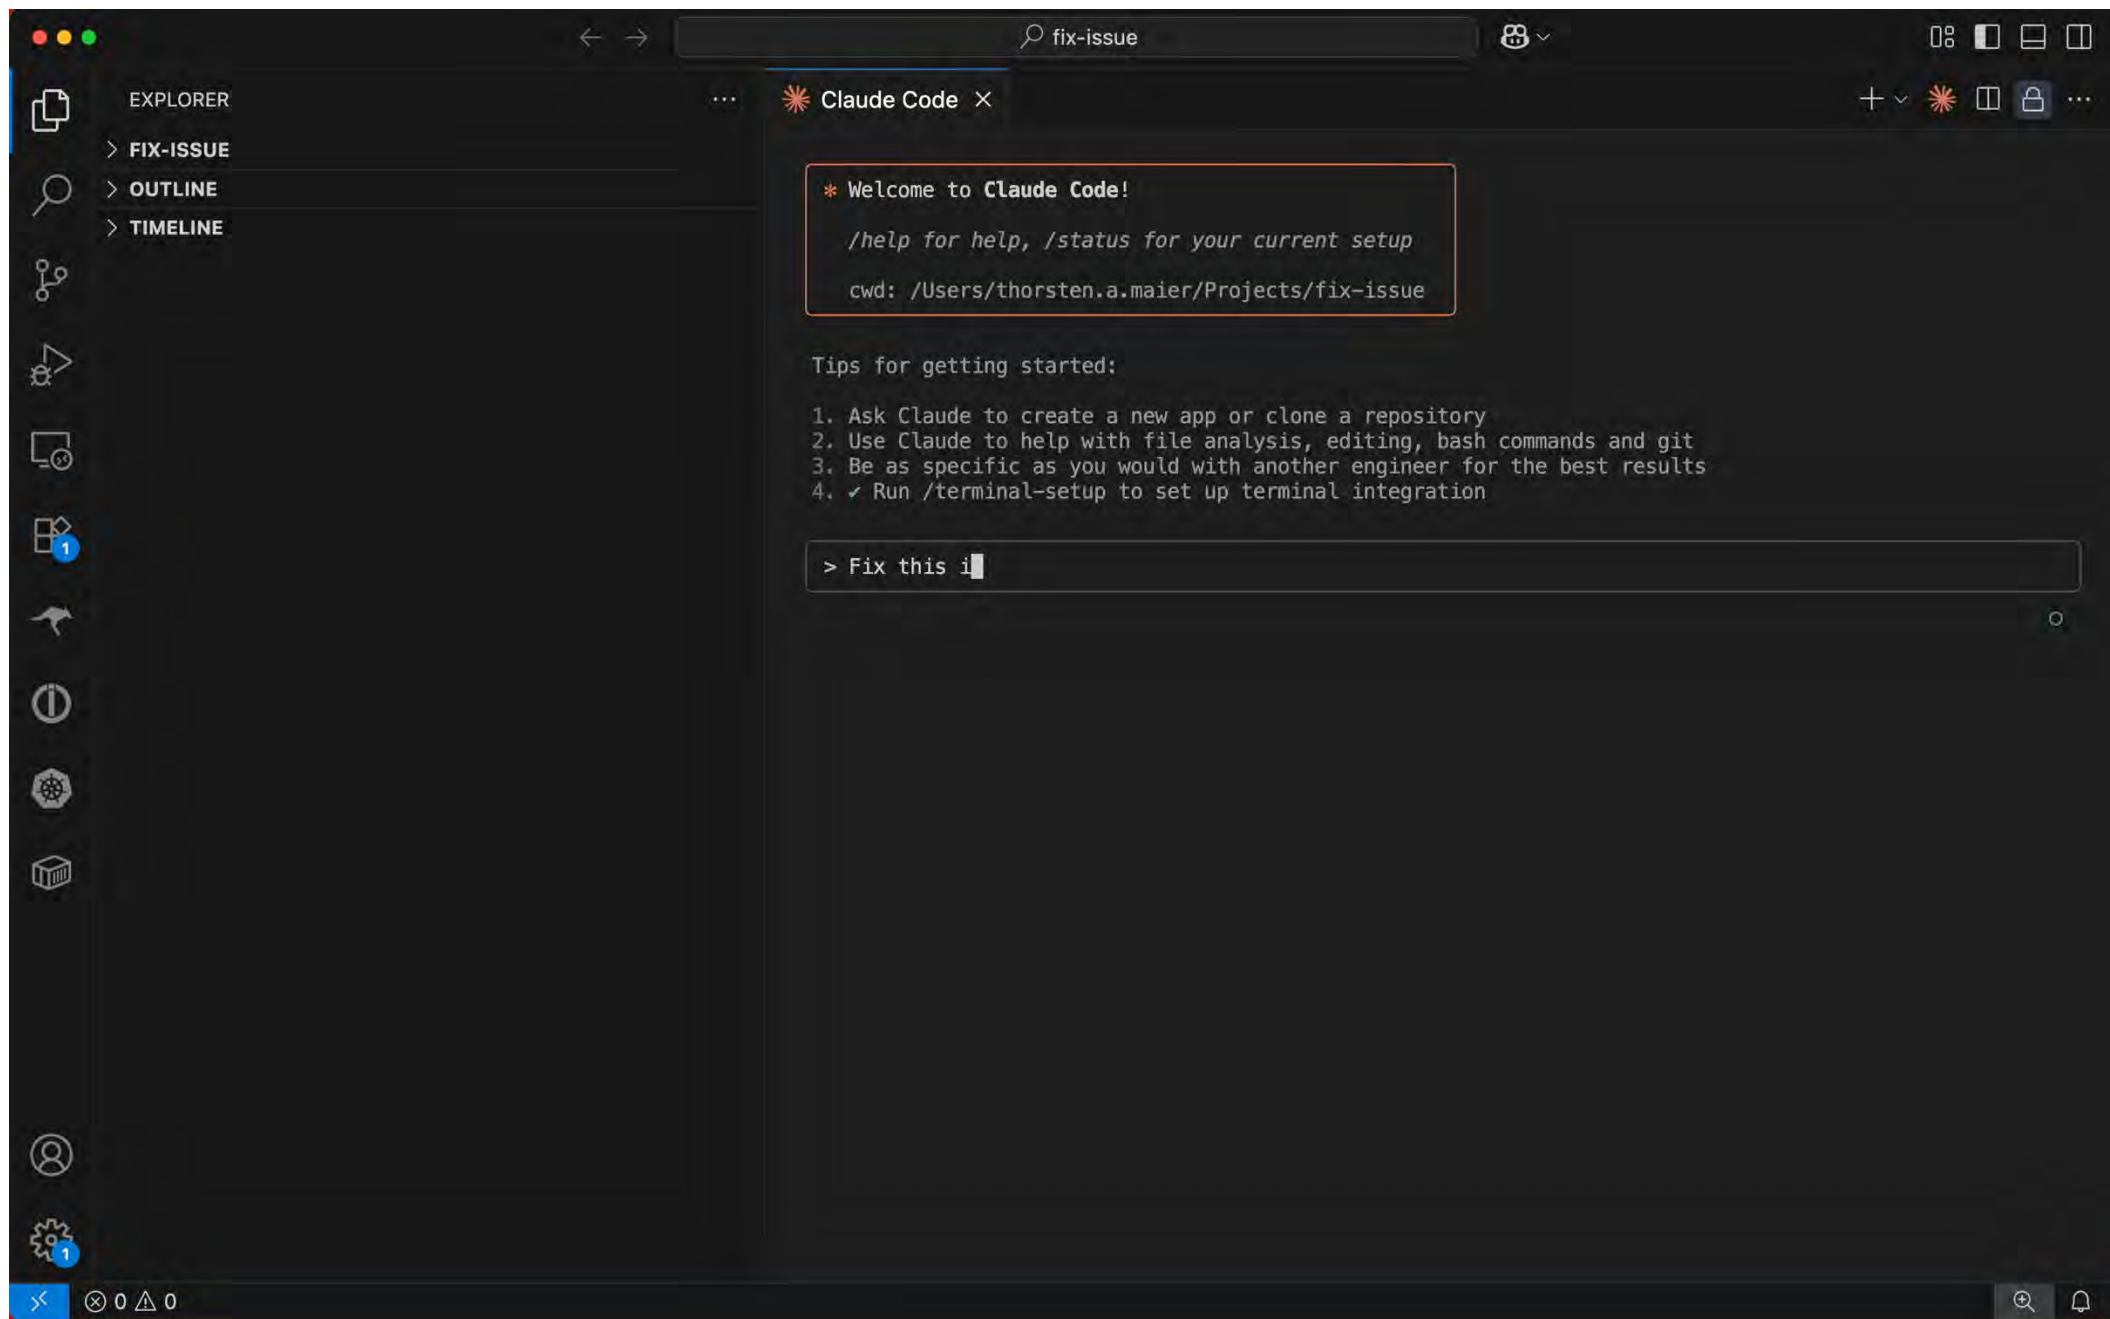 fix-issue
EXPLORER
FIX-ISSUE
OUTLINE
TIMELINE
1
1
Claude Code
* Welcome to Claude Code!
/help for help, /status for your current setup
cwd: /Users/thorsten.a.maier/Projects/fix-issue
Tips for getting started:
1. Ask Claude to create a new app or clone a repository
2. Use Claude to help with file analysis, editing, bash commands and git
3. Be as specific as you would with another engineer for the best results
4. ✔ Run /terminal-setup to set up terminal integration
> Fix this i
0 0